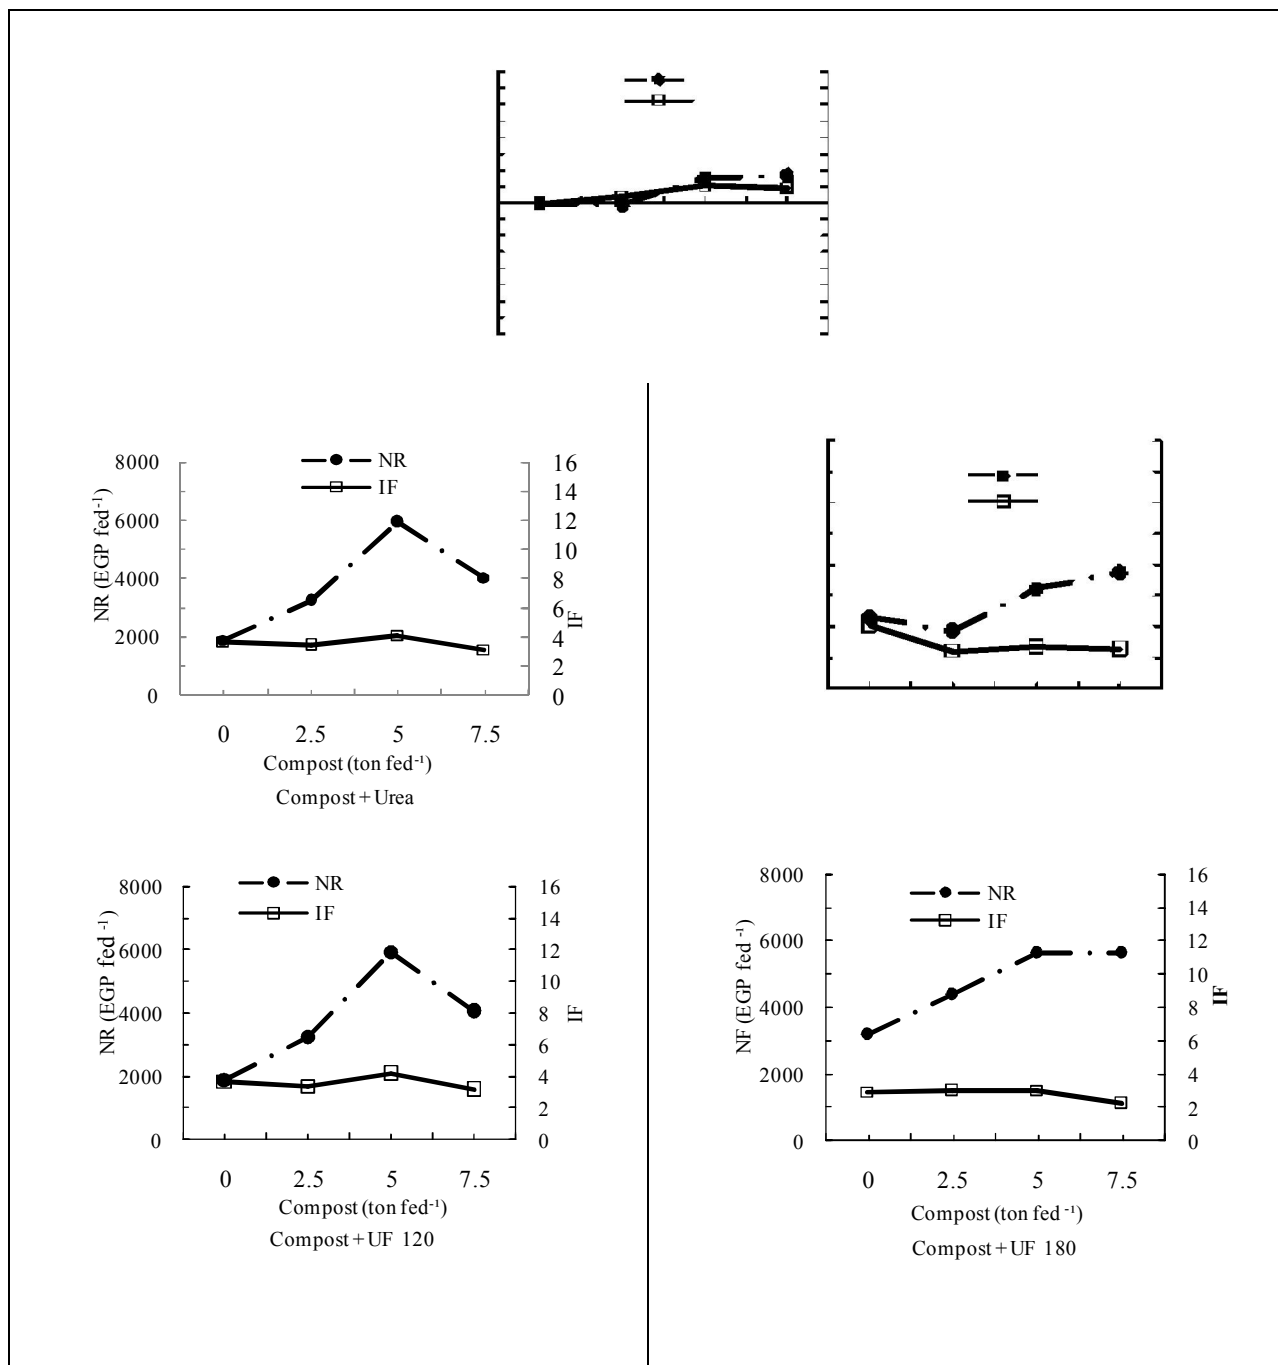 NR
IF
8000
6000
4000
2000
0
NR (EGP fed⁻¹)
16
14
12
10
8
6
4
2
0
IF
0 2.5 5 7.5
Compost (ton fed⁻¹)
Compost + Urea
NR
IF
8000
6000
4000
2000
0
NR (EGP fed ⁻¹)
16
14
12
10
8
6
4
2
0
IF
0 2.5 5 7.5
Compost (ton fed⁻¹)
Compost + UF 120
NR
IF
8000
6000
4000
2000
0
NF (EGP fed ⁻¹)
16
14
12
10
8
6
4
2
0
IF
0 2.5 5 7.5
Compost (ton fed ⁻¹)
Compost + UF 180